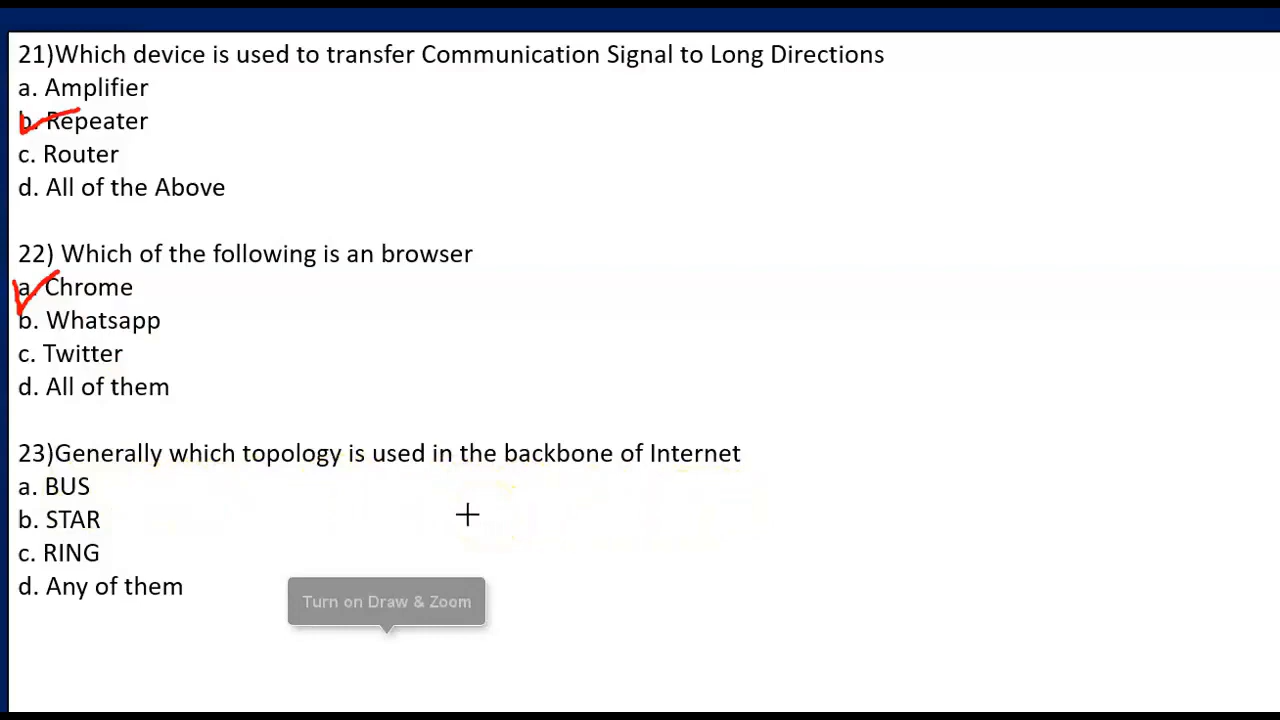 21)Which device is used to transfer Communication Signal to Long Directions
a. Amplifier
b. Repeater
c. Router
d. All of the Above
22) Which of the following is an browser
a. Chrome
b. Whatsapp
c. Twitter
d. All of them
23)Generally which topology is used in the backbone of Internet
a. BUS
b. STAR
c. RING
d. Any of them
Turn on Draw & Zoom